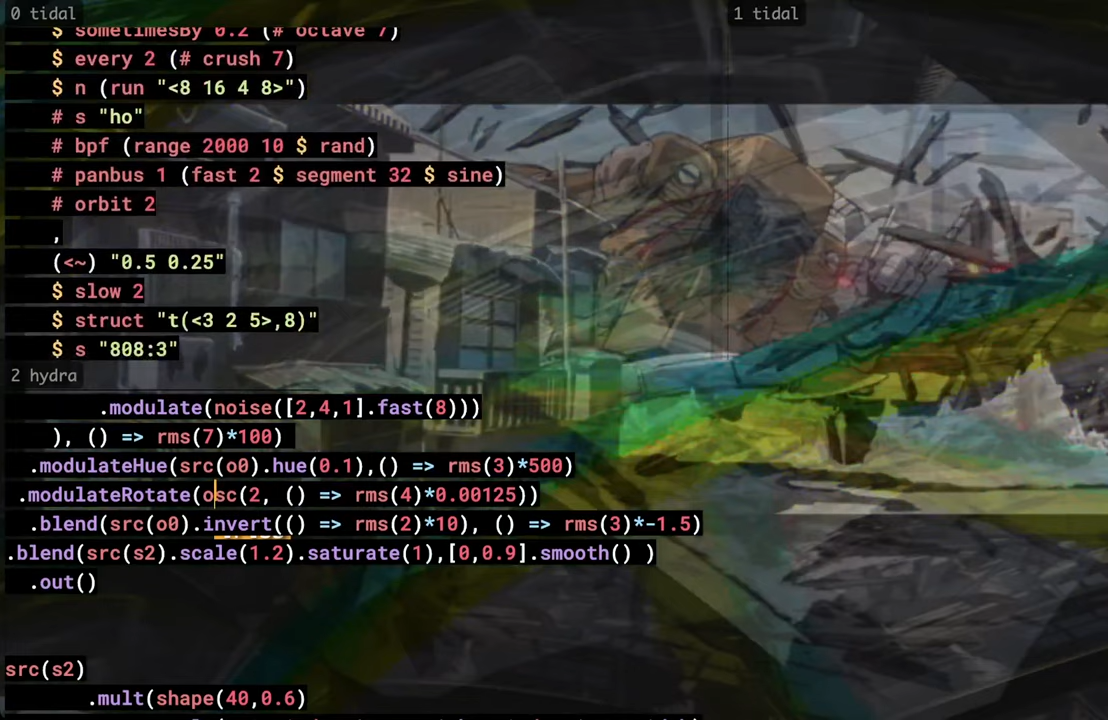 0 tidal
$ sometimesBy 0.2 (# octave 7)
$ every 2 (# crush 7)
$ n (run "<8 16 4 8>")
# s "ho"
# bpf (range 2000 10 $ rand)
# panbus 1 (fast 2 $ segment 32 $ sine)
# orbit 2
,
(<~) "0.5 0.25"
$ slow 2
$ struct "t(<3 2 5>,8)"
$ s "808:3"
1 tidal
2 hydra
.modulate(noise([2,4,1].fast(8)))
), () => rms(7)*100)
.modulateHue(src(o0).hue(0.1),() => rms(3)*500)
.modulateRotate(osc(2, () => rms(4)*0.00125))
.blend(src(o0).invert(() => rms(2)*10), () => rms(3)*-1.5)
.blend(src(s2).scale(1.2).saturate(1),[0,0.9].smooth() )
.out()
src(s2)
.mult(shape(40,0.6)